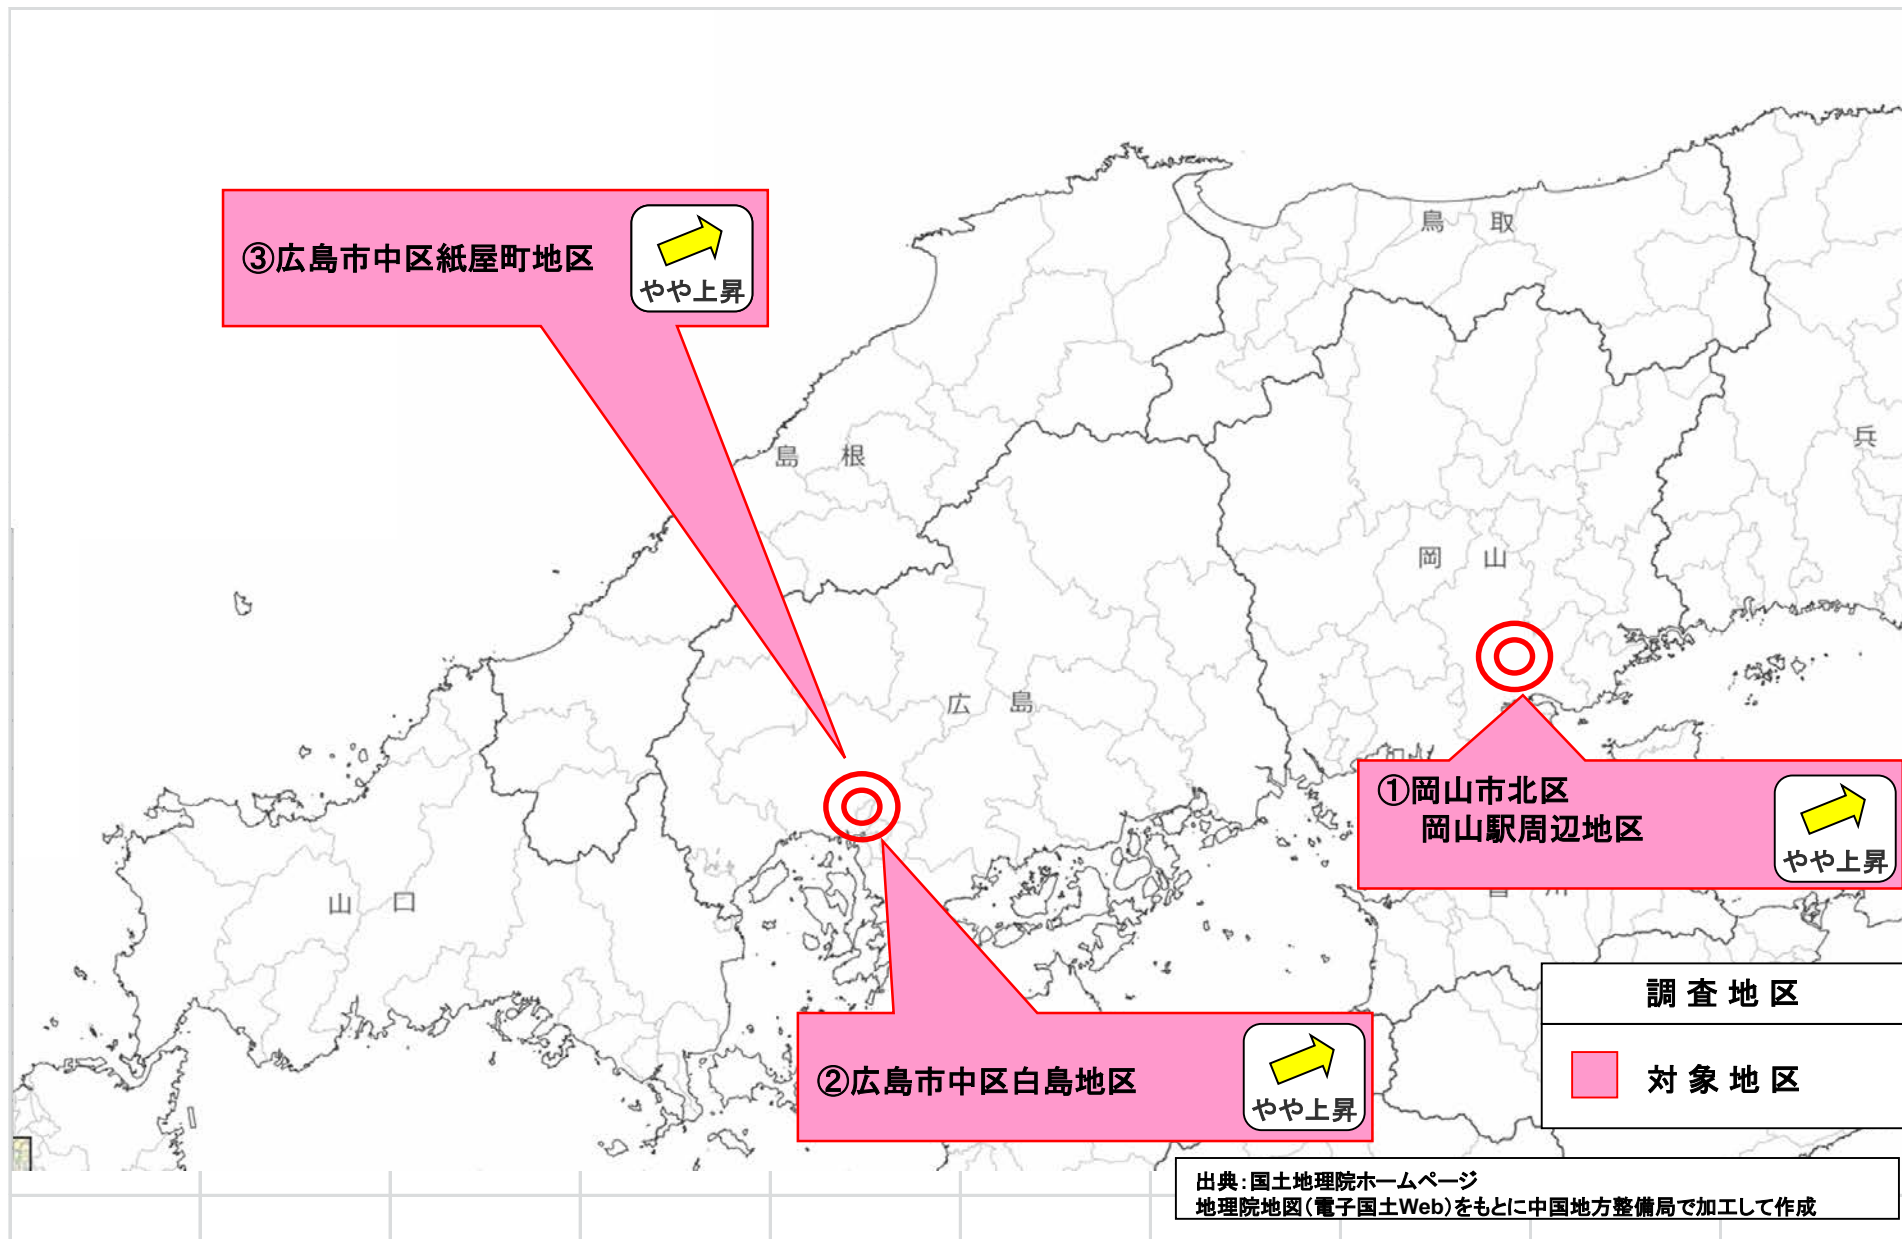 ③広島市中区紙屋町地区
やや上昇
鳥 取
島 根
兵
岡 山
広 島
①岡山市北区
岡山駅周辺地区
やや上昇
山 口
調査地区
②広島市中区白島地区
やや上昇
対象地区
出典：国土地理院ホームページ
地理院地図（電子国土Web）をもとに中国地方整備局で加工して作成